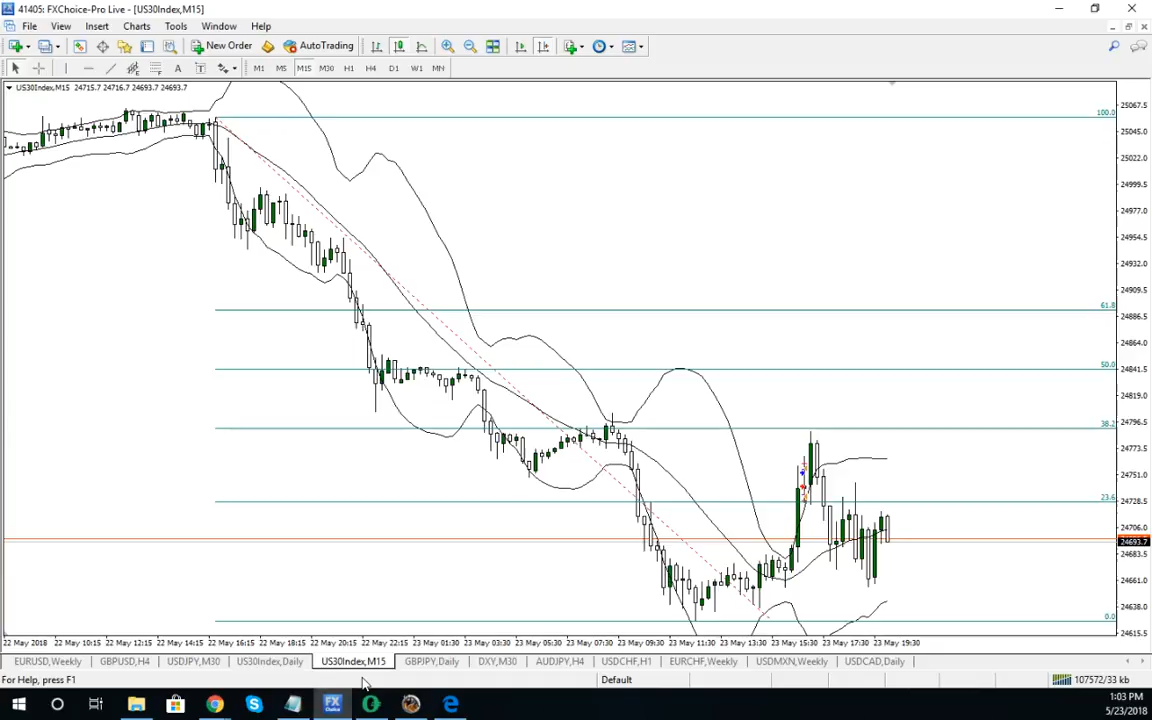 41405: FXChoice-Pro Live - [US30Index,M15]
File View Insert Charts Tools Window Help
New Order AutoTrading
A T M1 M5 M15 M30 H1 H4 D1 W1 MN
US30Index,M15 24715.7 24716.7 24693.7 24693.7
25067.5
100.0
25045.0
25022.0
24999.5
24977.0
24954.5
24932.0
24909.5
61.8
24886.5
24864.0
50.0
24841.5
24819.0
38.2
24796.5
24773.5
24751.0
23.6
24728.5
24706.0
24693.7
24683.5
24661.0
24638.0
0.0
24615.5
22 May 2018 22 May 10:15 22 May 12:15 22 May 14:15 22 May 16:15 22 May 18:15 22 May 20:15 22 May 22:15 23 May 01:30 23 May 03:30 23 May 05:30 23 May 07:30 23 May 09:30 23 May 11:30 23 May 13:30 23 May 15:30 23 May 17:30 23 May 19:30
EURUSD,Weekly GBPUSD,H4 USDJPY,M30 US30Index,Daily US30Index,M15 GBPJPY,Daily DXY,M30 AUDJPY,H4 USDCHF,H1 EURCHF,Weekly USDMXN,Weekly USDCAD,Daily
For Help, press F1 Default 107572/33 kb
FX Choice
1:03 PM
5/23/2018